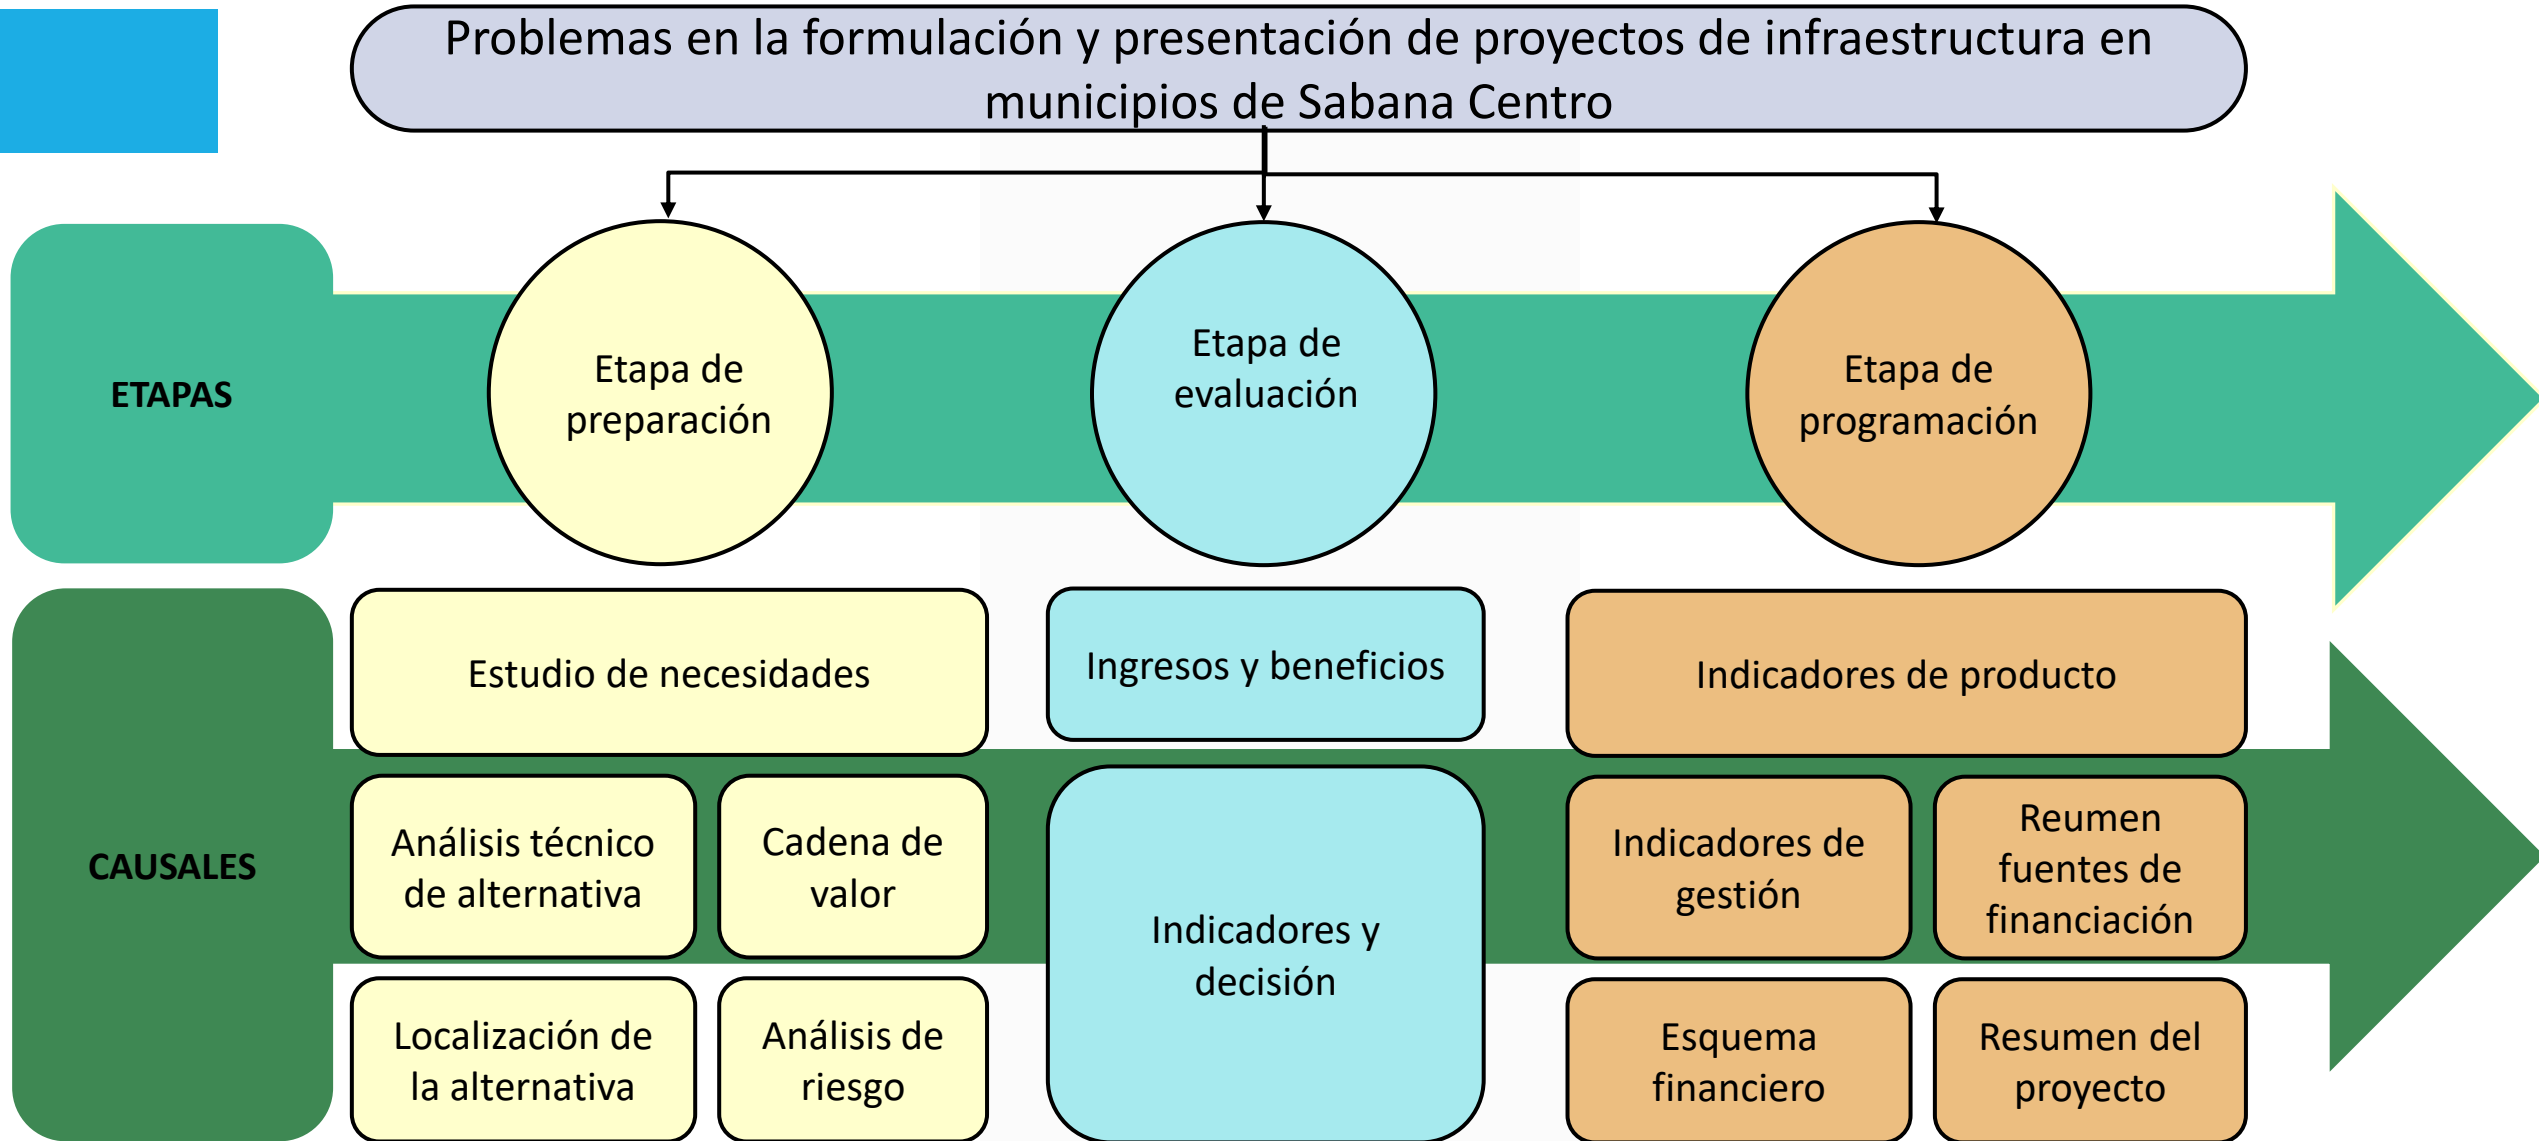 Problemas en la formulación y presentación de proyectos de infraestructura en
municipios de Sabana Centro
ETAPAS
Etapa de
preparación
Etapa de
evaluación
Etapa de
programación
CAUSALES
Estudio de necesidades
Análisis técnico
de alternativa
Cadena de
valor
Localización de
la alternativa
Análisis de
riesgo
Ingresos y beneficios
Indicadores y
decisión
Indicadores de producto
Indicadores de
gestión
Reumen
fuentes de
financiación
Esquema
financiero
Resumen del
proyecto